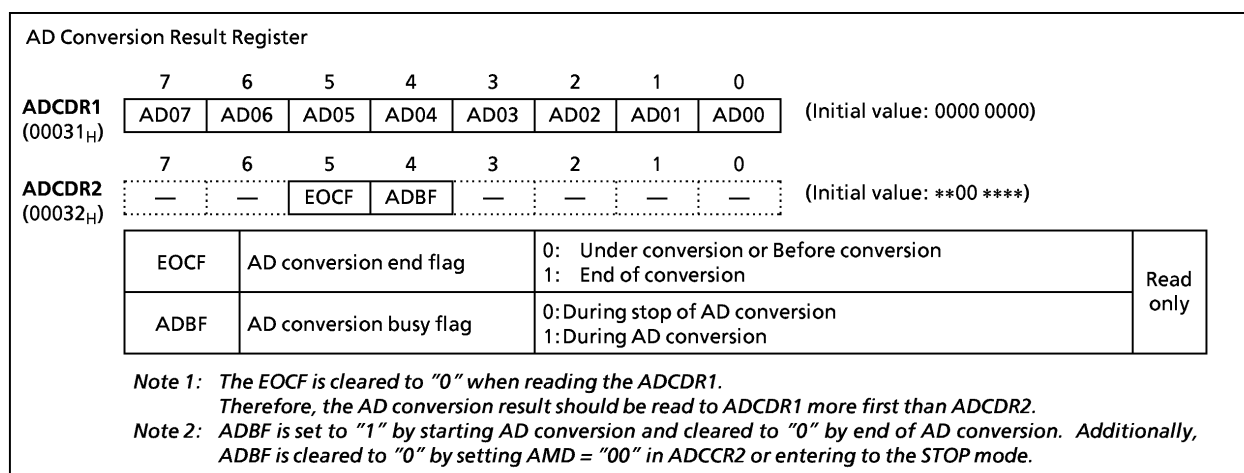 AD Conversion Result Register
7 6 5 4 3 2 1 0
ADCDR1 AD07 AD06 AD05 AD04 AD03 AD02 AD01 AD00 (Initial value: 0000 0000)
(00031H)
7 6 5 4 3 2 1 0
ADCDR2 — — EOCF ADBF — — — — (Initial value: **00 ****)
(00032H)
EOCF AD conversion end flag 0: Under conversion or Before conversion
1: End of conversion
Read only
ADBF AD conversion busy flag 0:During stop of AD conversion
1:During AD conversion
Note 1: The EOCF is cleared to "0" when reading the ADCDR1.
Therefore, the AD conversion result should be read to ADCDR1 more first than ADCDR2.
Note 2: ADBF is set to "1" by starting AD conversion and cleared to "0" by end of AD conversion. Additionally,
ADBF is cleared to "0" by setting AMD = "00" in ADCCR2 or entering to the STOP mode.